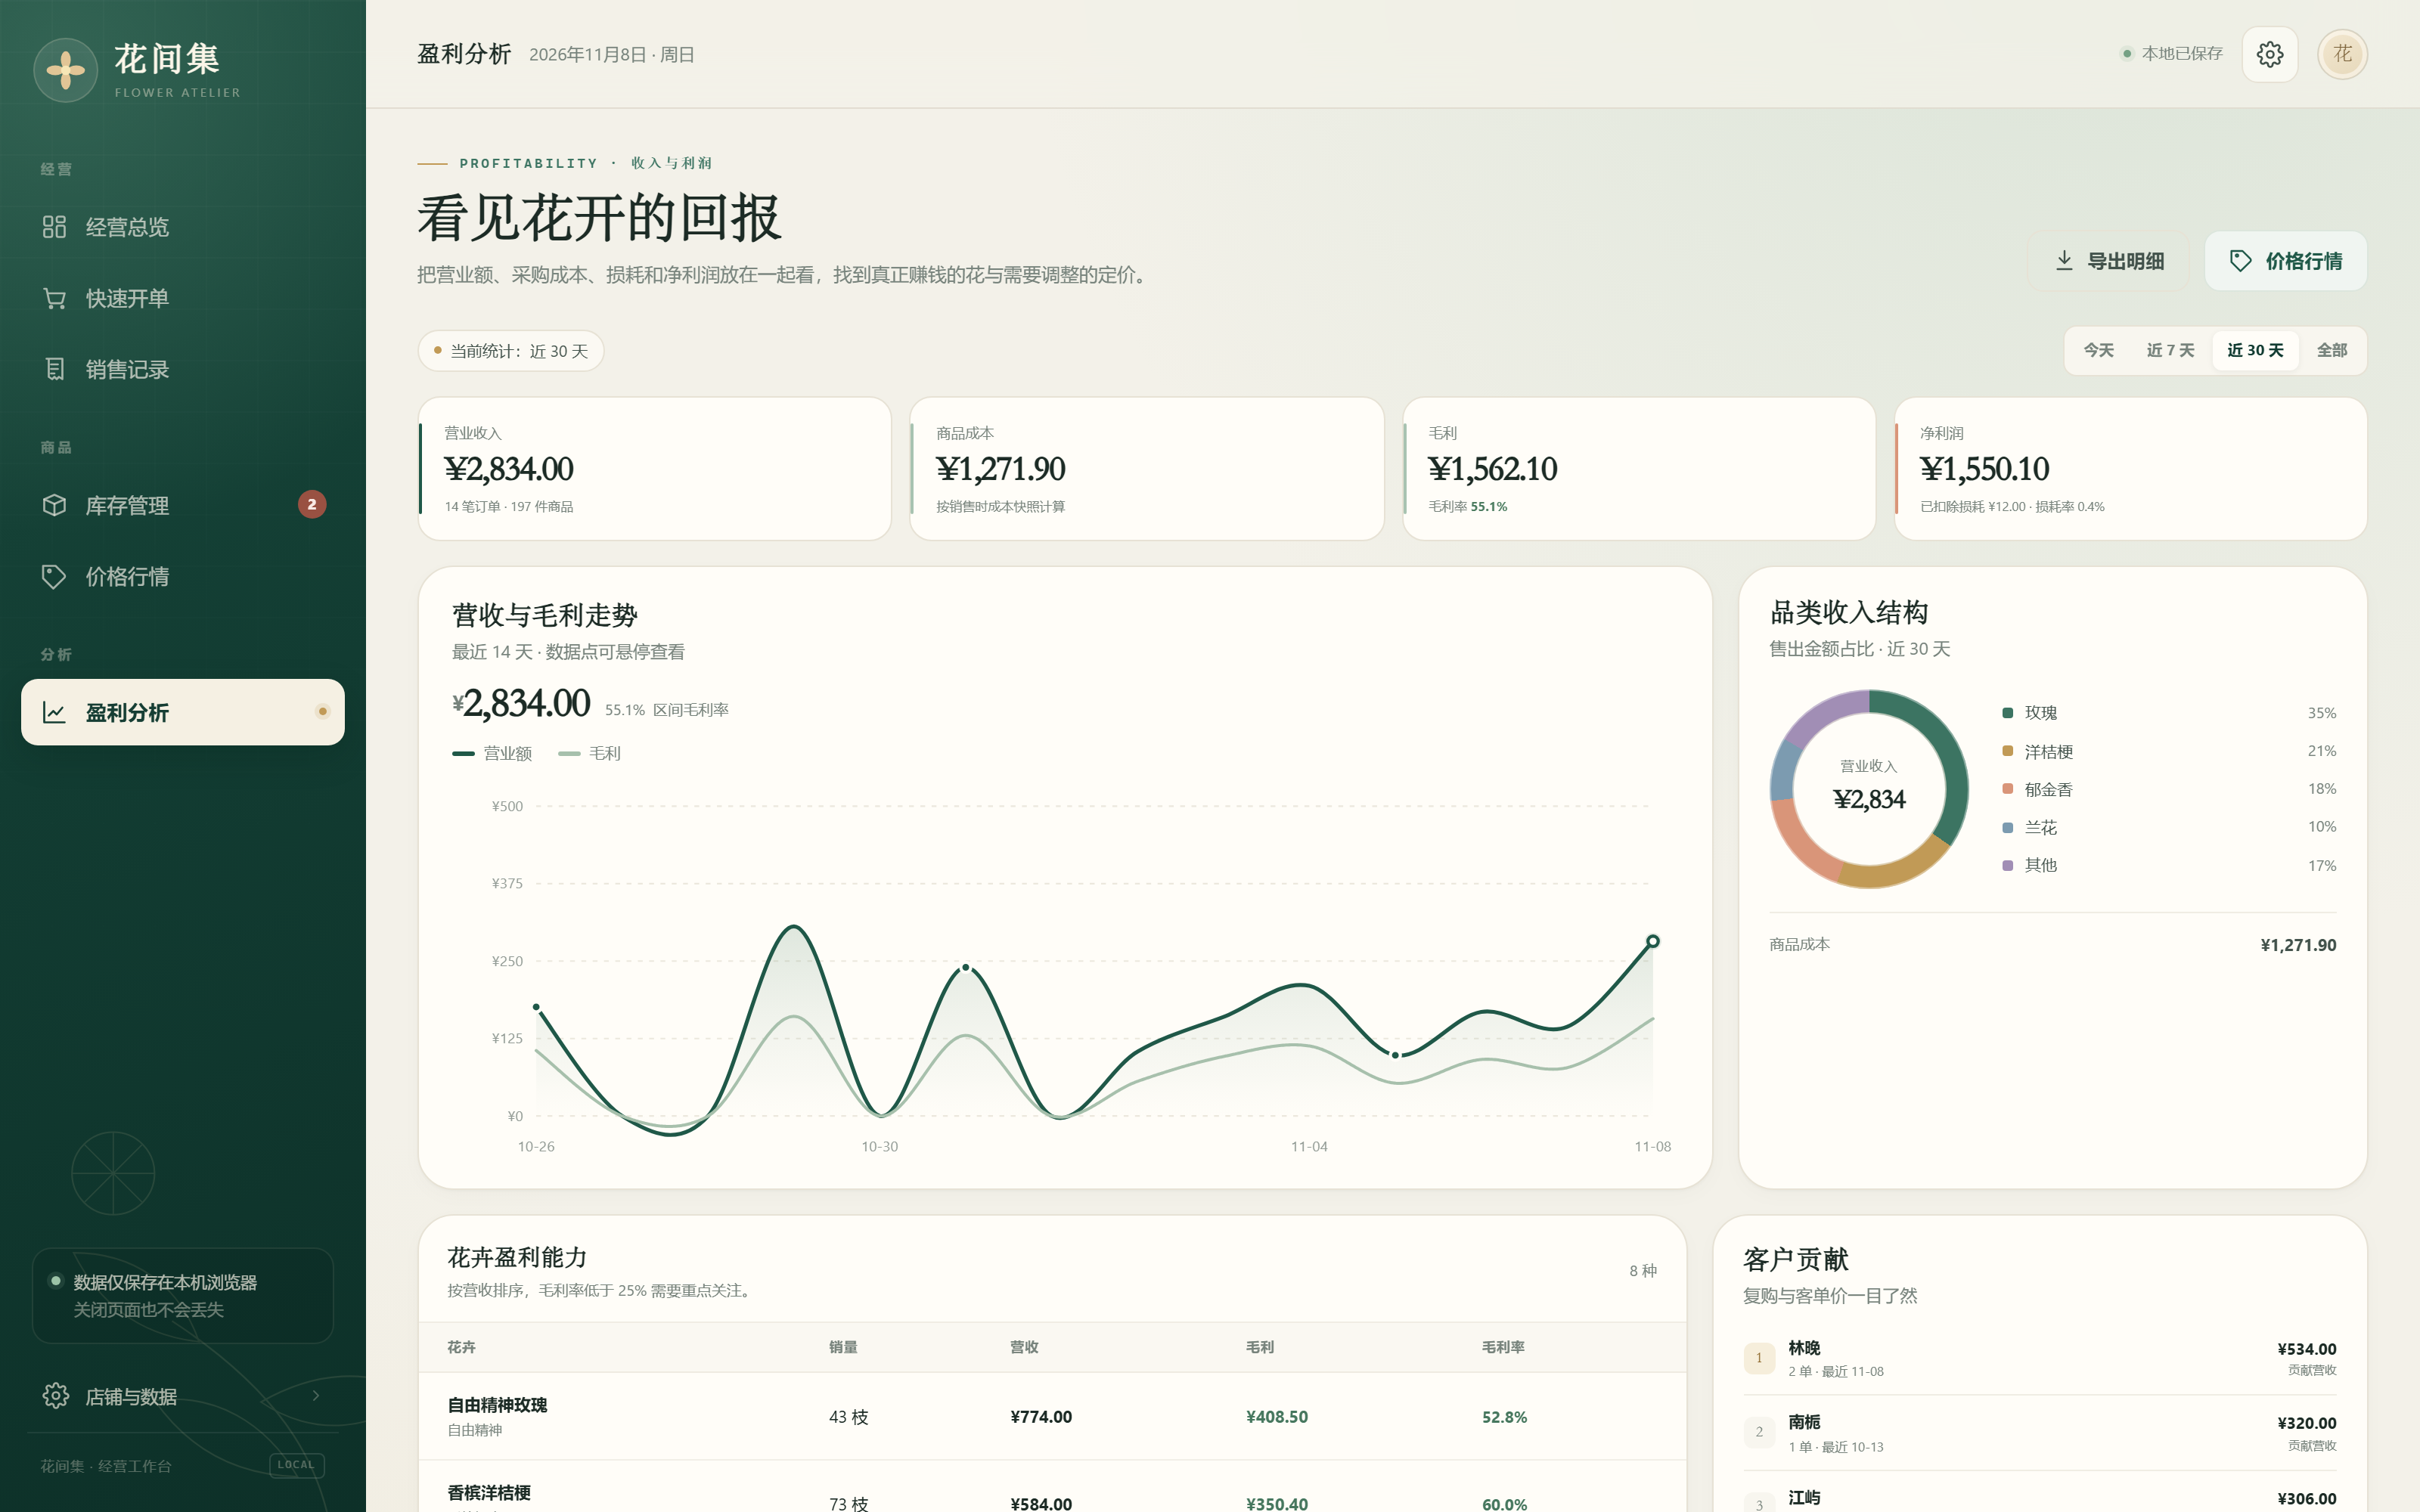 花间集
FLOWER ATELIER
经营
经营总览
快速开单
销售记录
商品
库存管理
2
价格行情
分析
盈利分析
数据仅保存在本机浏览器
关闭页面也不会丢失
店铺与数据
花间集 · 经营工作台
LOCAL
盈利分析
2026年11月8日 · 周日
本地已保存
花
PROFITABILITY · 收入与利润
看见花开的回报
把营业额、采购成本、损耗和净利润放在一起看，找到真正赚钱的花与需要调整的定价。
导出明细
价格行情
当前统计：近 30 天
今天
近 7 天
近 30 天
全部
营业收入
¥2,834.00
14 笔订单 · 197 件商品
商品成本
¥1,271.90
按销售时成本快照计算
毛利
¥1,562.10
毛利率 55.1%
净利润
¥1,550.10
已扣除损耗 ¥12.00 · 损耗率 0.4%
营收与毛利走势
最近 14 天 · 数据点可悬停查看
¥2,834.00
55.1% 区间毛利率
营业额
毛利
¥500
¥375
¥250
¥125
¥0
10-26
10-30
11-04
11-08
品类收入结构
售出金额占比 · 近 30 天
营业收入
¥2,834
玫瑰 35%
洋桔梗 21%
郁金香 18%
兰花 10%
其他 17%
商品成本 ¥1,271.90
花卉盈利能力
按营收排序，毛利率低于 25% 需要重点关注。
8 种
花卉 销量 营收 毛利 毛利率
自由精神玫瑰 43 枝 ¥774.00 ¥408.50 52.8%
自由精神
香槟洋桔梗 73 枝 ¥584.00 ¥350.40 60.0%
客户贡献
复购与客单价一目了然
1 林晚 ¥534.00
2 单 · 最近 11-08 贡献营收
2 南栀 ¥320.00
1 单 · 最近 10-13 贡献营收
3 江屿 ¥306.00